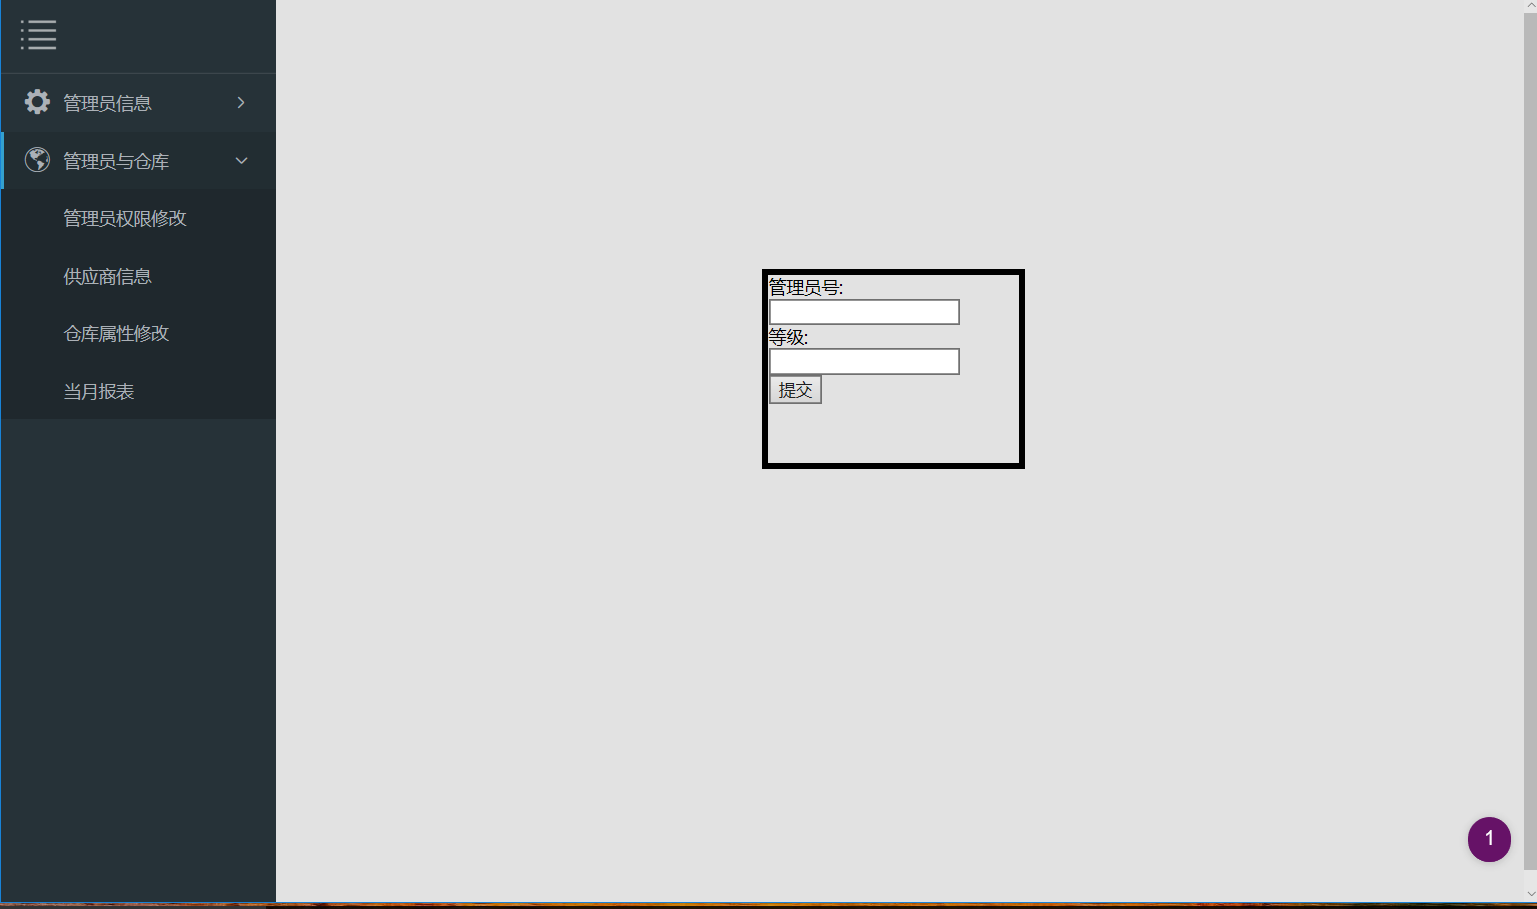 管理员信息
管理员与仓库
管理员权限修改
供应商信息
仓库属性修改
当月报表
管理员号:
等级:
提交
1